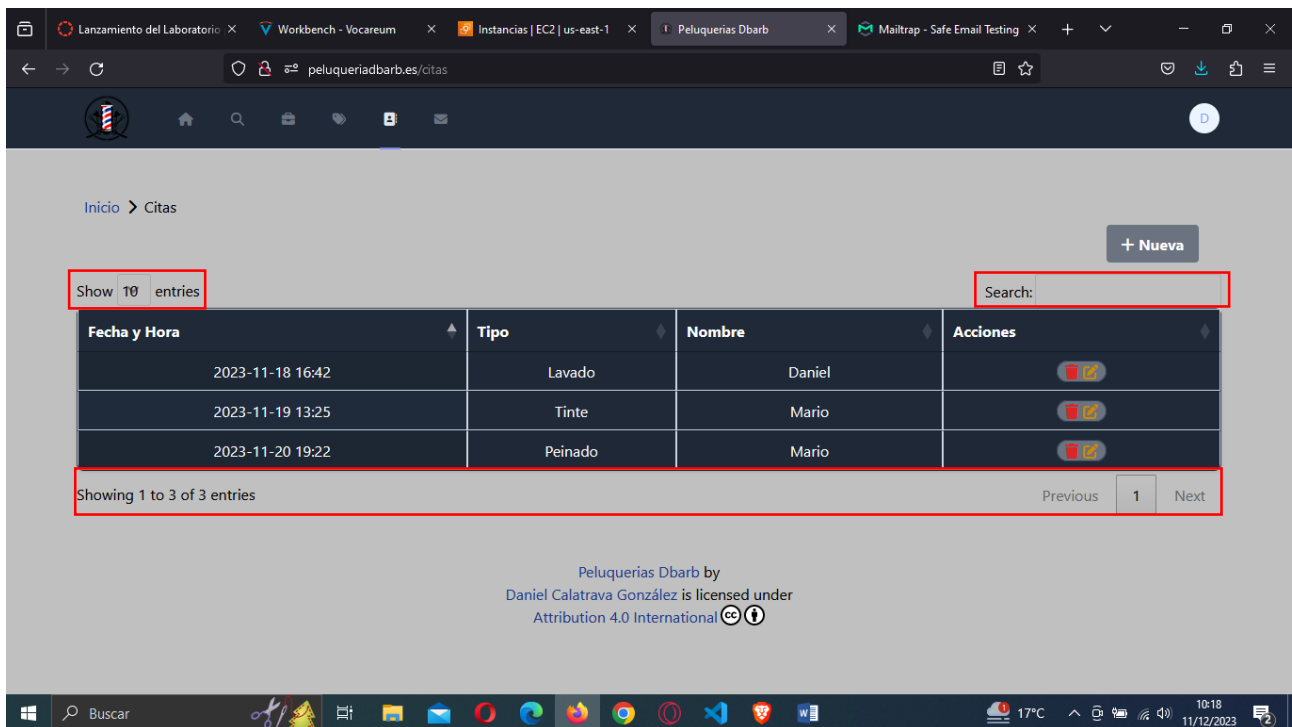 Lanzamiento del Laboratorio Workbench - Vocareum Instancias | EC2 | us-east-1 Peluquerias Dbarb Mailtrap - Safe Email Testing
peluqueriadbarb.es/citas
D
Inicio Citas
+ Nueva
Show 10 entries Search:
Fecha y Hora Tipo Nombre Acciones
2023-11-18 16:42 Lavado Daniel
2023-11-19 13:25 Tinte Mario
2023-11-20 19:22 Peinado Mario
Showing 1 to 3 of 3 entries Previous 1 Next
Peluquerias Dbarb by
Daniel Calatrava González is licensed under
Attribution 4.0 International
Buscar 17°C 10:18
11/12/2023 2